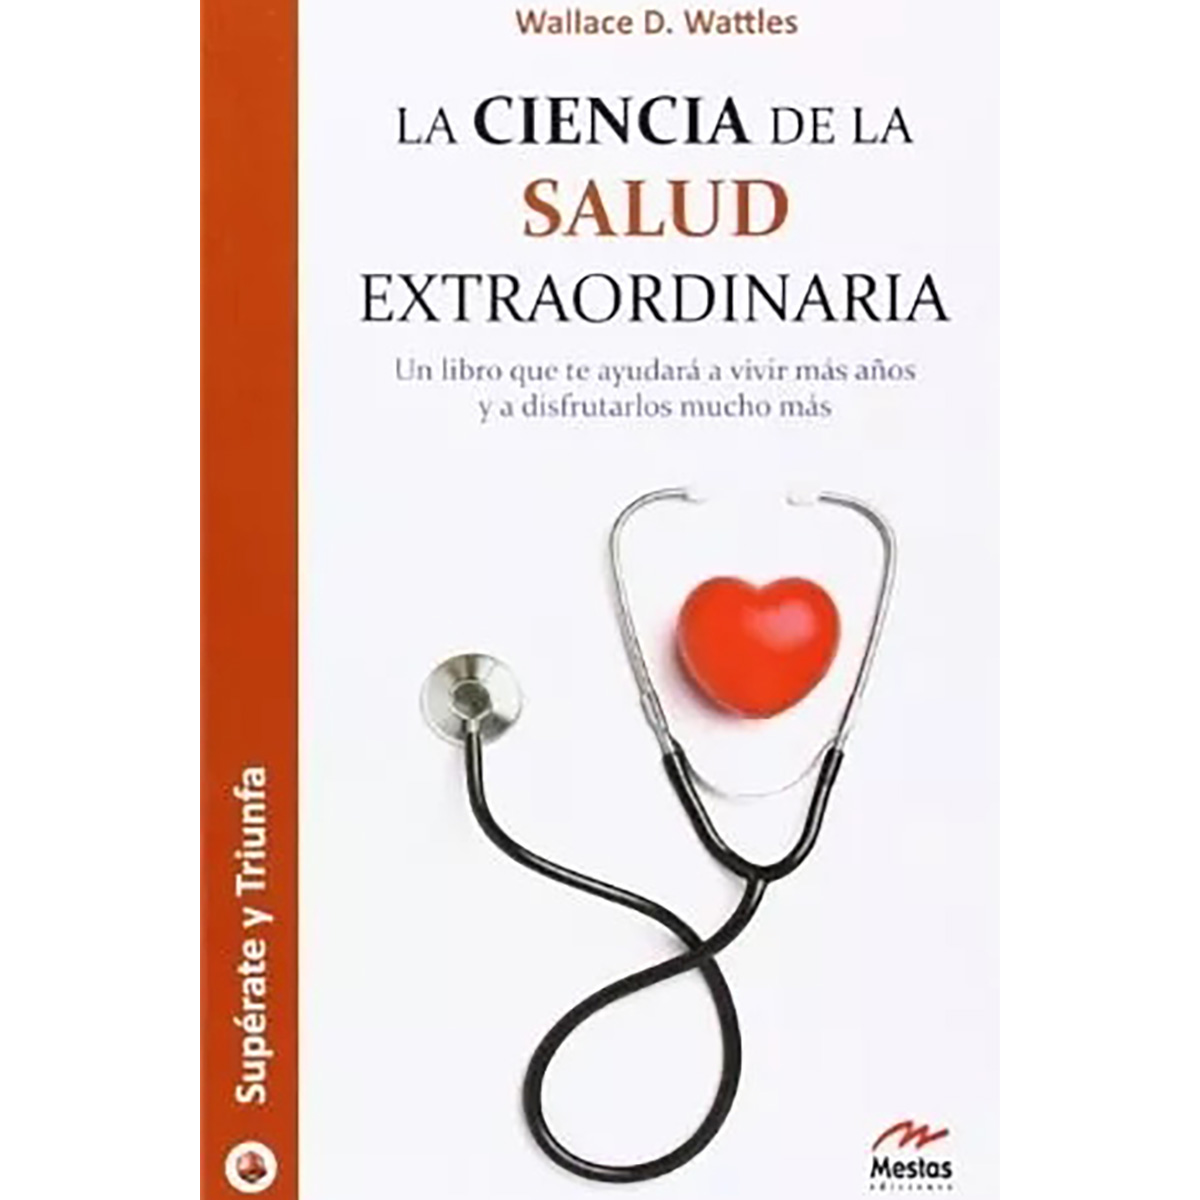 Wallace D. Wattles
LA CIENCIA DE LA
SALUD
EXTRAORDINARIA
Un libro que te ayudará a vivir más años
y a disfrutarlos mucho más
Supérate y Triunfa
Mestas
ediciones